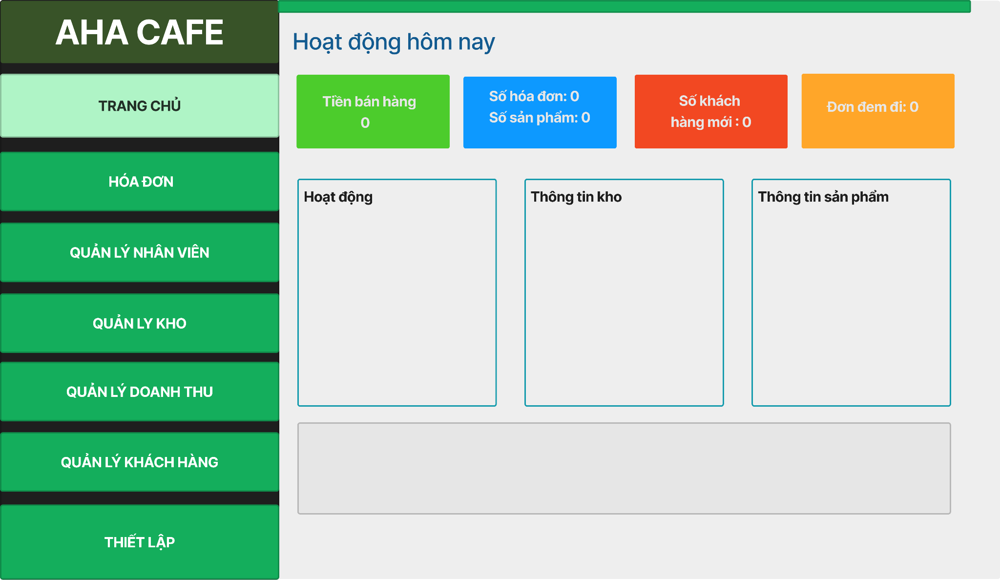 AHA CAFE
TRANG CHỦ
HÓA ĐƠN
QUẢN LÝ NHÂN VIÊN
QUẢN LY KHO
QUẢN LÝ DOANH THU
QUẢN LÝ KHÁCH HÀNG
THIẾT LẬP
Hoạt động hôm nay
Tiền bán hàng
0
Số hóa đơn: 0
Số sản phẩm: 0
Số khách
hàng mới : 0
Đơn đem đi: 0
Hoạt động
Thông tin kho
Thông tin sản phẩm